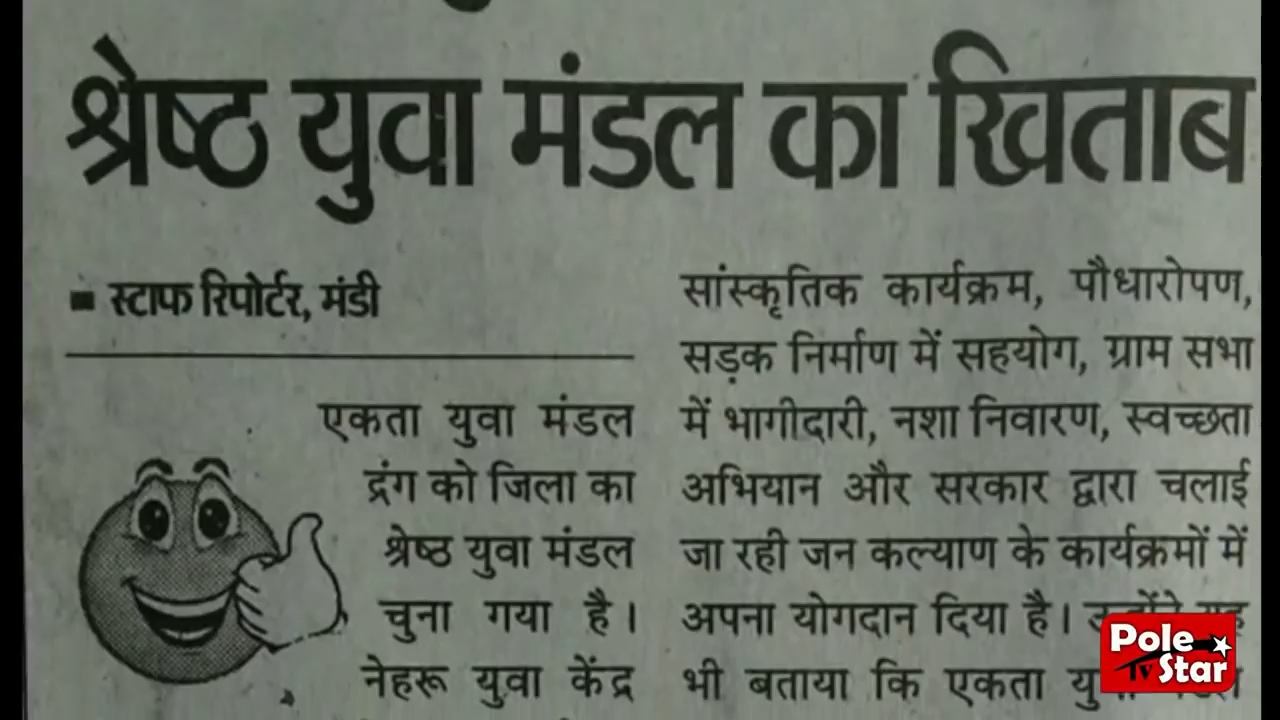 श्रेष्ठ युवा मंडल का खिताब
■ स्टाफ रिपोर्टर, मंडी
एकता युवा मंडल
द्रंग को जिला का
श्रेष्ठ युवा मंडल
चुना गया है।
नेहरू युवा केंद्र
सांस्कृतिक कार्यक्रम, पौधारोपण,
सड़क निर्माण में सहयोग, ग्राम सभा
में भागीदारी, नशा निवारण, स्वच्छता
अभियान और सरकार द्वारा चलाई
जा रही जन कल्याण के कार्यक्रमों में
अपना योगदान दिया है।
भी बताया कि एकता
Pole
TV Star